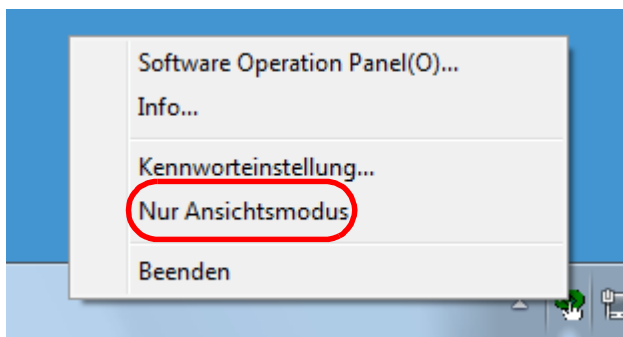 Software Operation Panel(O)...
Info...
Kennworteinstellung...
Nur Ansichtsmodus
Beenden